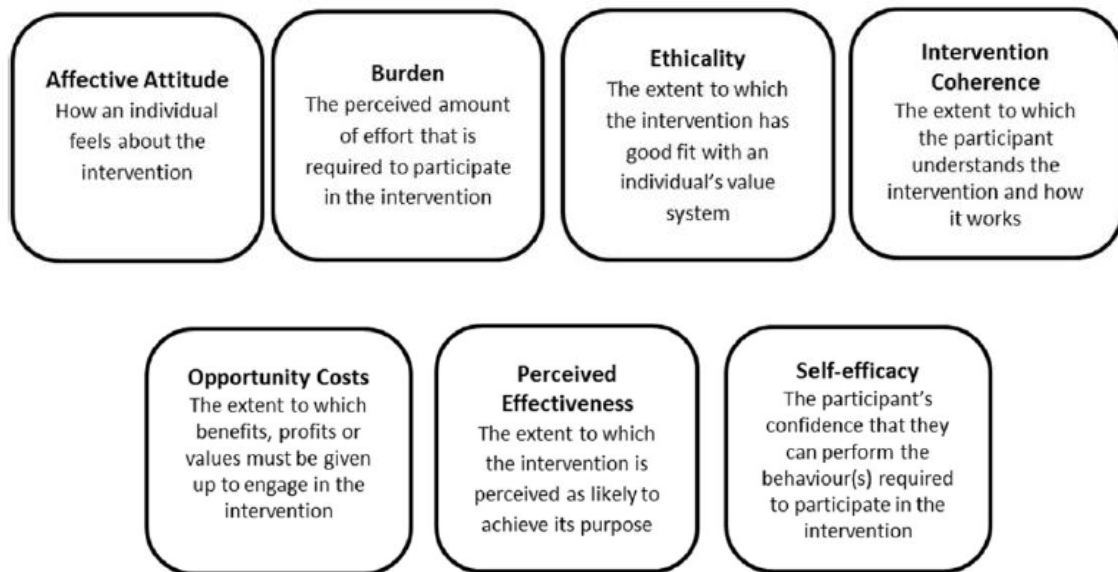 Affective Attitude
How an individual
feels about the
intervention
Burden
The perceived amount
of effort that is
required to participate
in the intervention
Ethicality
The extent to which
the intervention has
good fit with an
individual's value
system
Intervention
Coherence
The extent to which
the participant
understands the
intervention and how
it works
Opportunity Costs
The extent to which
benefits, profits or
values must be given
up to engage in the
intervention
Perceived
Effectiveness
The extent to which
the intervention is
perceived as likely to
achieve its purpose
Self-efficacy
The participant's
confidence that they
can perform the
behaviour(s) required
to participate in the
intervention